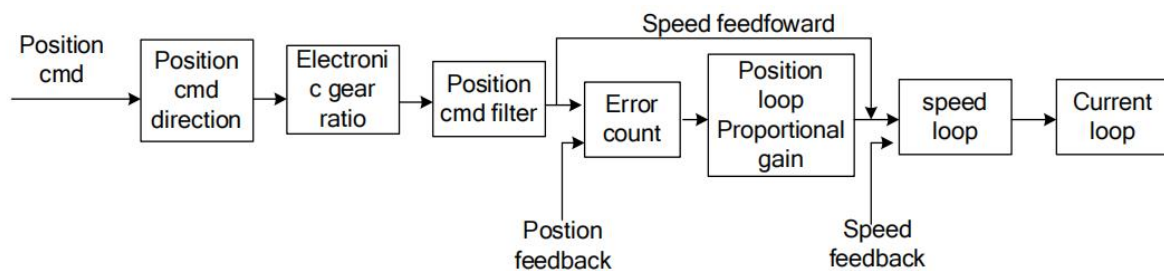 Speed feedfoward
Position
cmd
Position
cmd
direction
Electroni
c gear
ratio
Position
cmd filter
Error
count
Position
loop
Proportional
gain
speed
loop
Current
loop
Postion
feedback
Speed
feedback